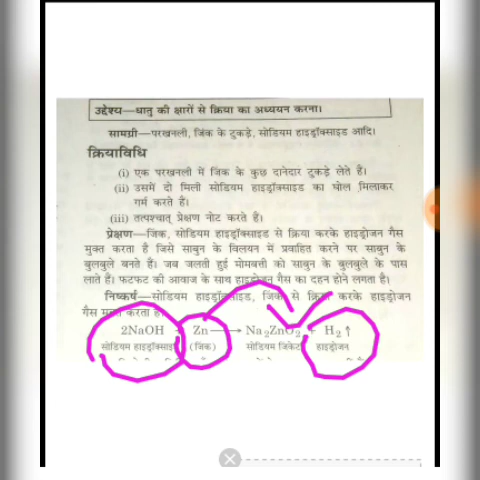 उद्देश्य—धातु की क्षारों से क्रिया का अध्ययन करना।
सामग्री—परखनली, जिंक के टुकड़े, सोडियम हाइड्रॉक्साइड आदि।
क्रियाविधि
(i) एक परखनली में जिंक के कुछ दानेदार टुकड़े लेते हैं।
(ii) उसमें दो मिली सोडियम हाइड्रॉक्साइड का घोल मिलाकर
गर्म करते हैं।
(iii) तत्पश्चात् प्रेक्षण नोट करते हैं।
प्रेक्षण—जिंक, सोडियम हाइड्रॉक्साइड से क्रिया करके हाइड्रोजन गैस
मुक्त करता है जिसे साबुन के विलयन में प्रवाहित करने पर साबुन के
बुलबुले बनते हैं। जब जलती हुई मोमबत्ती को साबुन के बुलबुले के पास
लाते हैं। फटफट की आवाज के साथ हाइड्रोजन गैस का दहन होने लगता है।
निष्कर्ष—सोडियम हाइड्रॉक्साइड, जिंक से क्रिया करके हाइड्रोजन
गैस मुक्त करता है।
2NaOH + Zn ⟶ Na₂ZnO₂ + H₂↑
सोडियम हाइड्रॉक्साइड (जिंक) सोडियम जिंकेट हाइड्रोजन